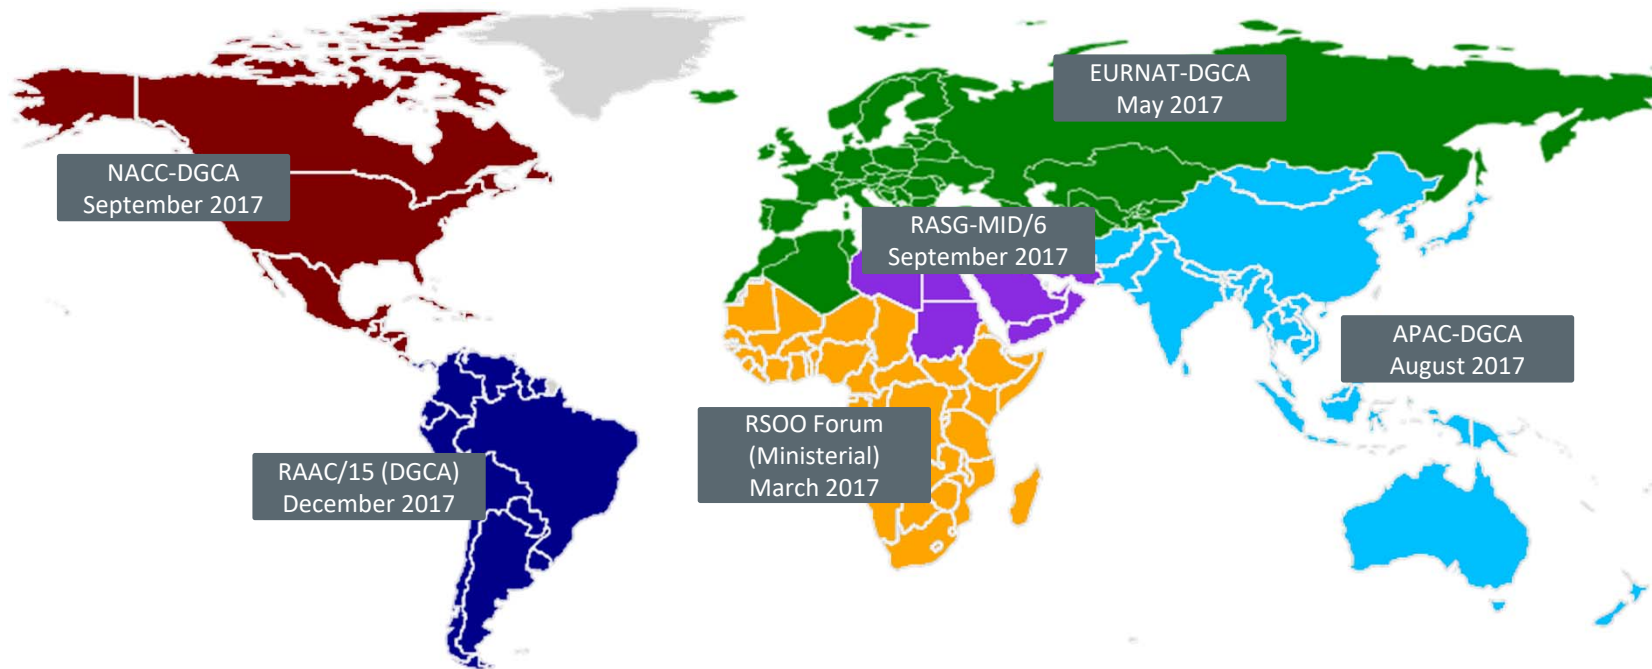 EURNAT-DGCA
May 2017
NACC-DGCA
September 2017
RASG-MID/6
September 2017
APAC-DGCA
August 2017
RSOO Forum
(Ministerial)
March 2017
RAAC/15 (DGCA)
December 2017